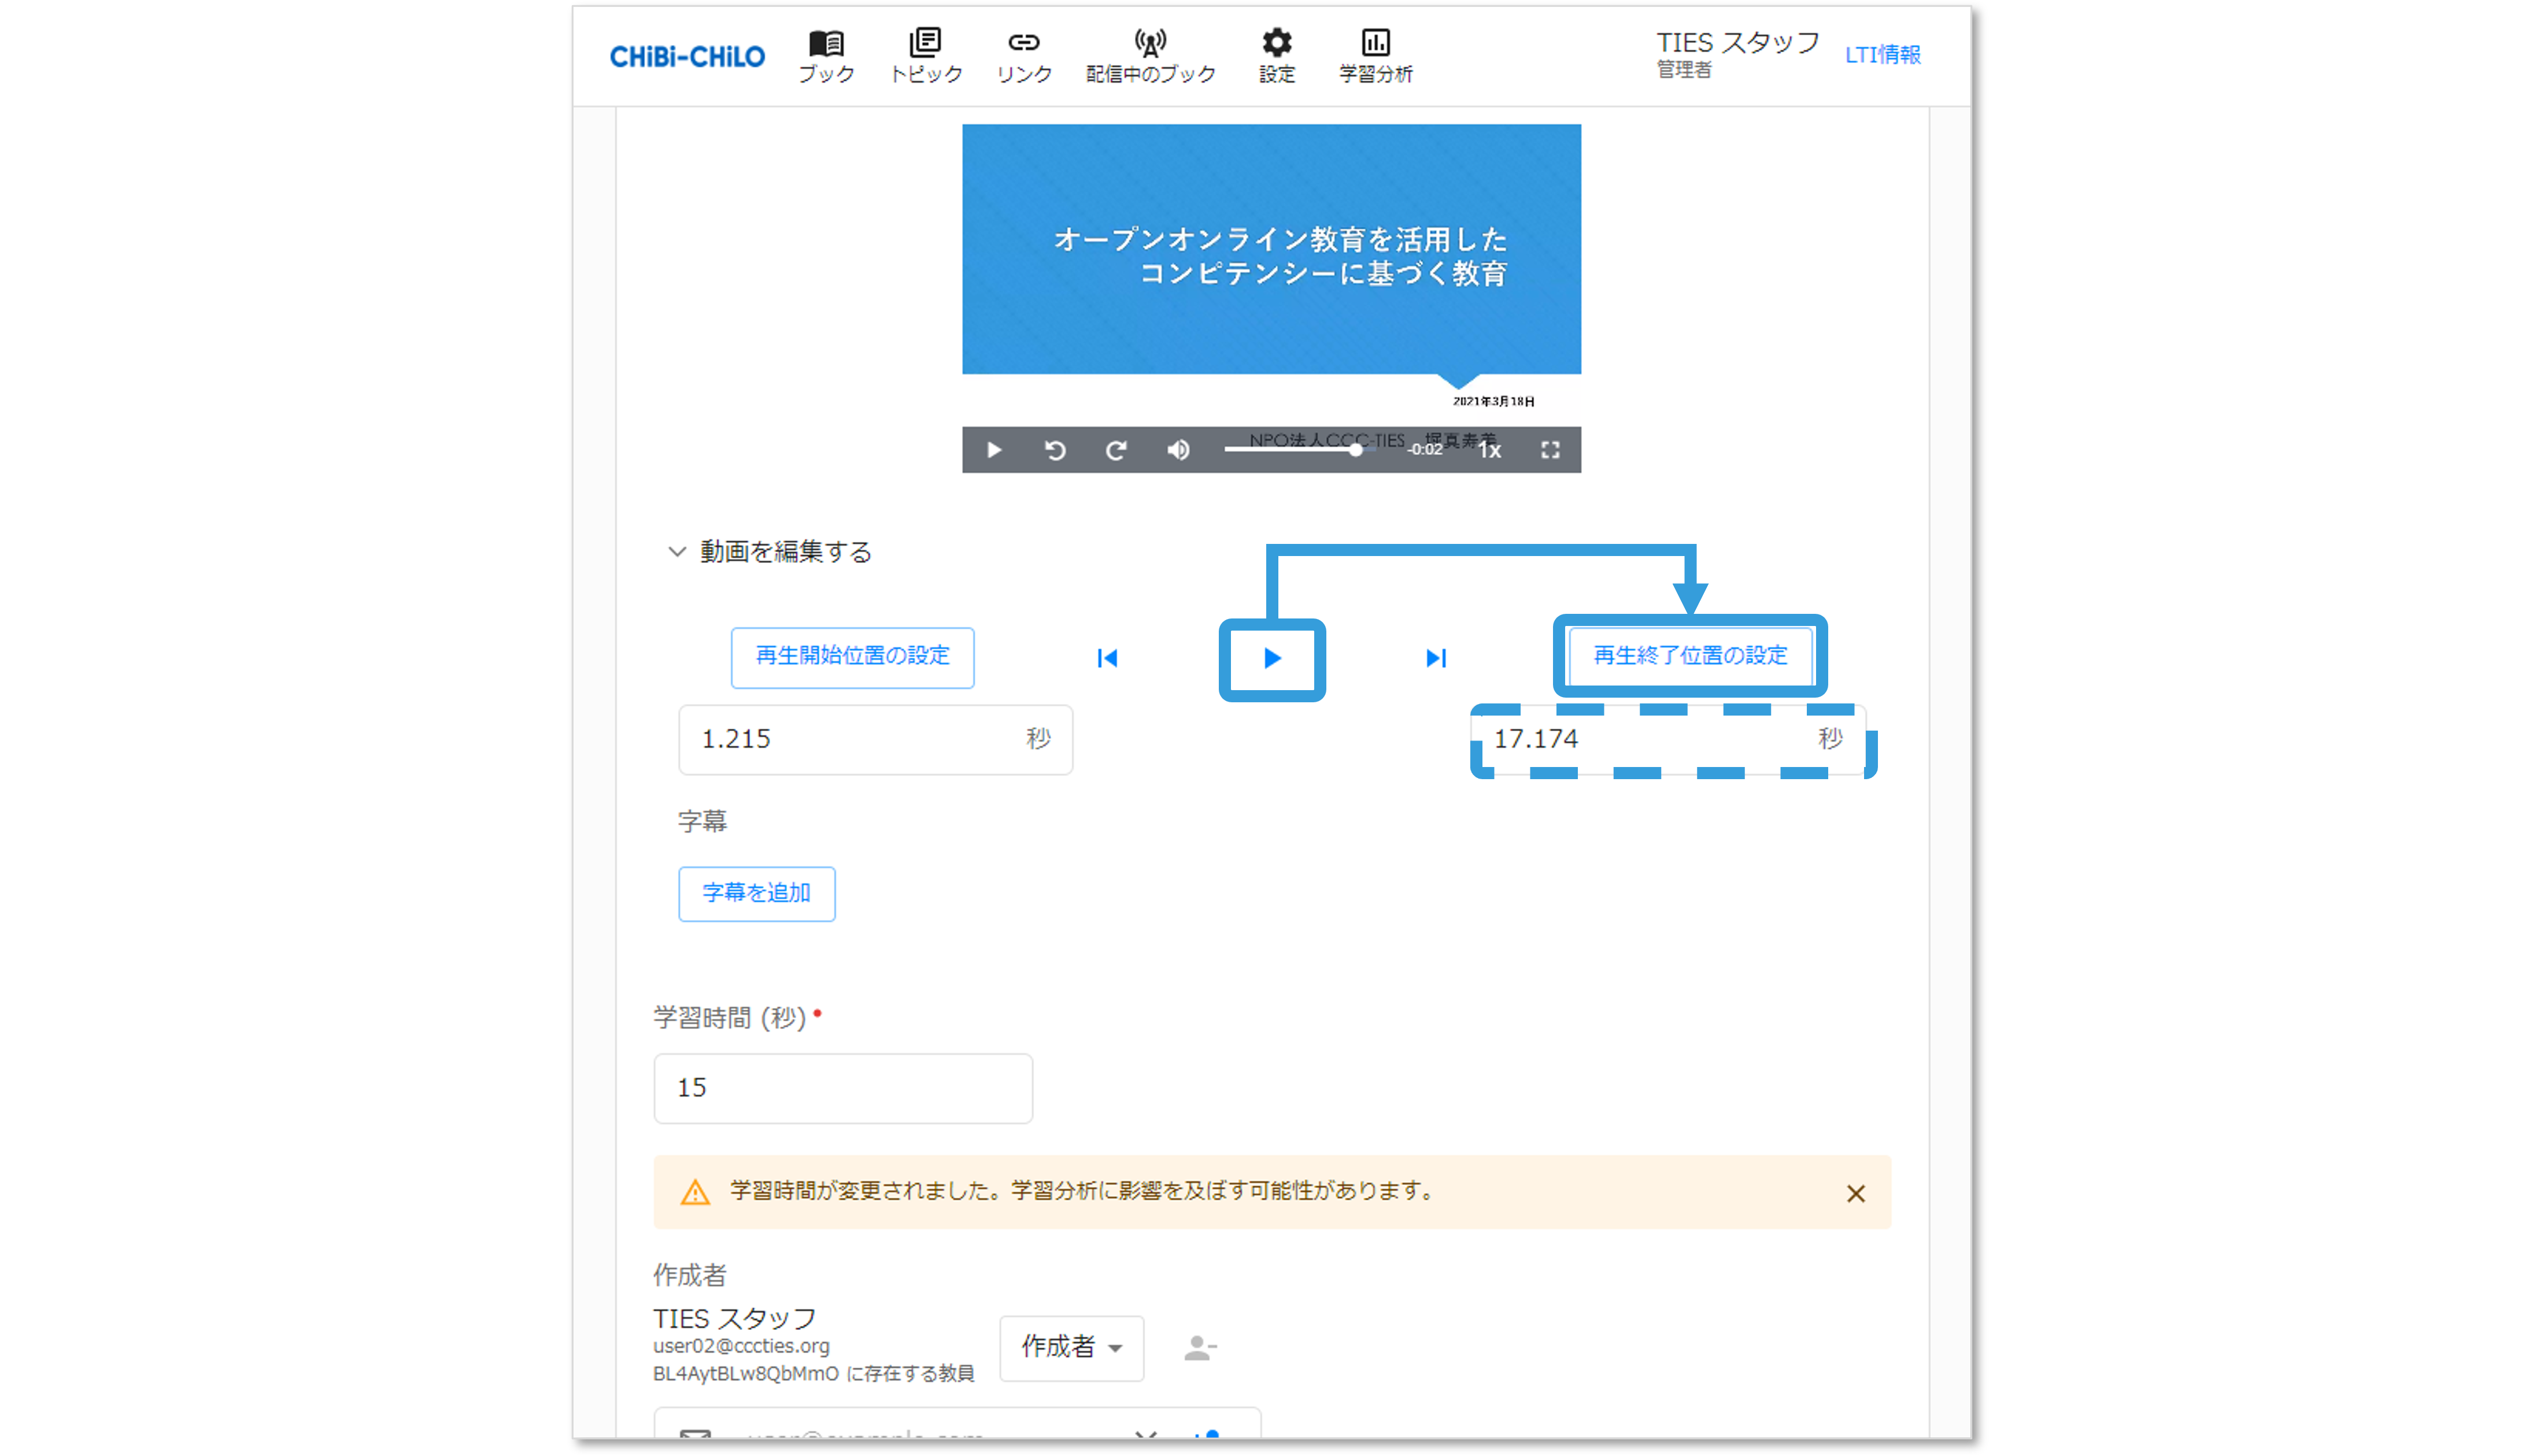 CHiBi-CHiLO
ブック
トピック
リンク
配信中のブック
設定
学習分析
TIES スタッフ
管理者
LTI情報
オープンオンライン教育を活用した
コンピテンシーに基づく教育
2021年3月18日
NPO法人CCC-TIES 堀真寿美
-0:02
1x
動画を編集する
再生開始位置の設定
再生終了位置の設定
1.215 秒
17.174 秒
字幕
字幕を追加
学習時間 (秒)
15
学習時間が変更されました。学習分析に影響を及ぼす可能性があります。
作成者
TIES スタッフ
user02@cccties.org
BL4AytBLw8QbMmO に存在する教員
作成者